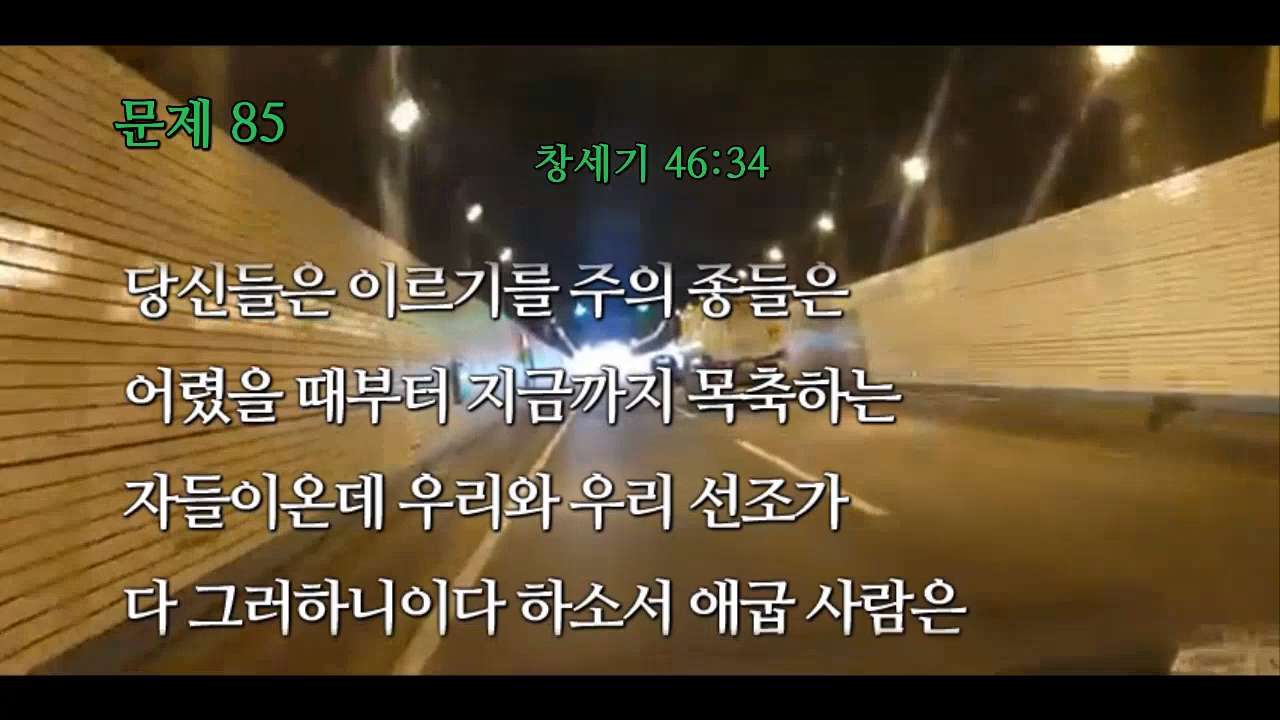 문제 85
창세기 46:34
당신들은 이르기를 주의 종들은
어렸을 때부터 지금까지 목축하는
자들이온데 우리와 우리 선조가
다 그러하니이다 하소서 애굽 사람은